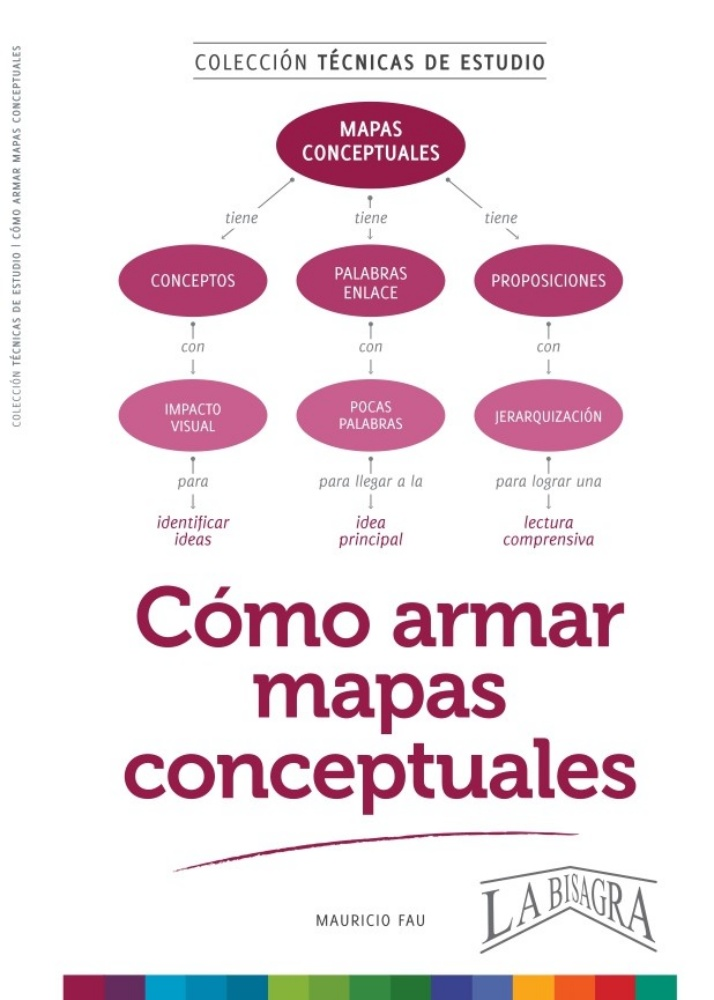 COLECCIÓN TÉCNICAS DE ESTUDIO | CÓMO ARMAR MAPAS CONCEPTUALES
COLECCIÓN TÉCNICAS DE ESTUDIO
MAPAS
CONCEPTUALES
tiene
tiene
tiene
CONCEPTOS
PALABRAS
ENLACE
PROPOSICIONES
con
con
con
IMPACTO
VISUAL
POCAS
PALABRAS
JERARQUIZACIÓN
para
para llegar a la
para lograr una
identificar
ideas
idea
principal
lectura
comprensiva
Cómo armar
mapas
conceptuales
MAURICIO FAU
LA BISAGRA